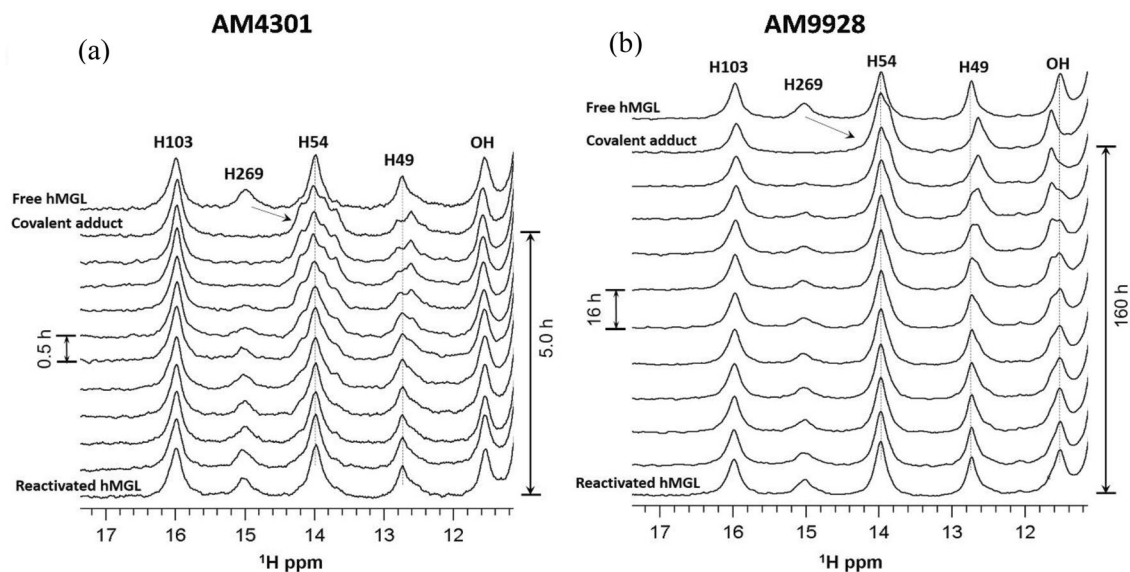 AM4301
(a)
H103
H269
H54
H49
OH
Free hMGL
Covalent adduct
0.5 h
5.0 h
Reactivated hMGL
17 16 15 14 13 12
¹H ppm
AM9928
(b)
H103
H269
H54
H49
OH
Free hMGL
Covalent adduct
16 h
160 h
Reactivated hMGL
17 16 15 14 13 12
¹H ppm